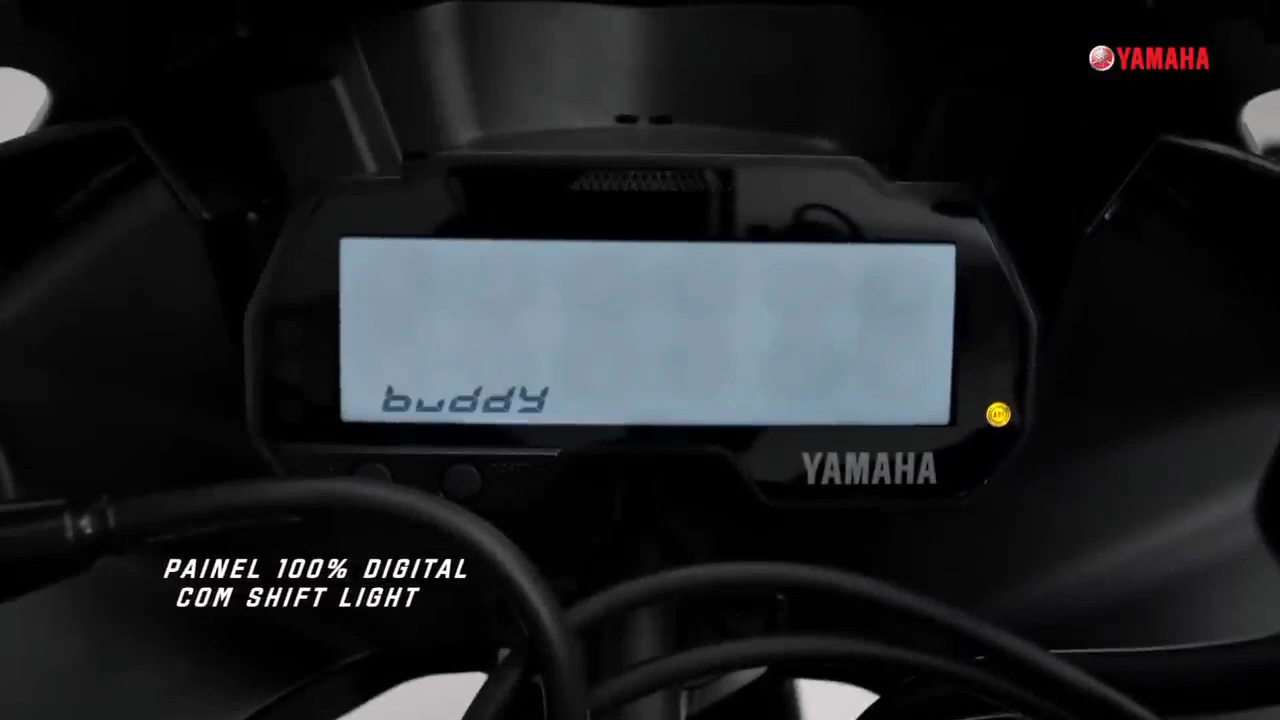 YAMAHA
buddy
YAMAHA
PAINEL 100% DIGITAL
COM SHIFT LIGHT